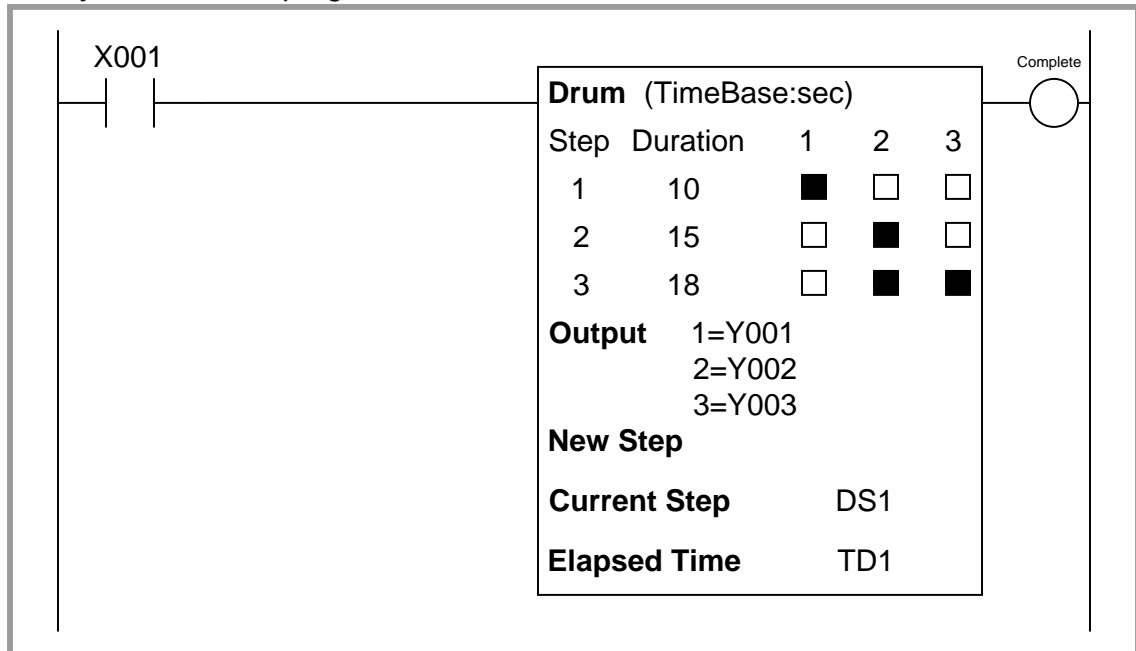 X001
Complete
Drum (TimeBase:sec)
Step Duration 1 2 3
1 10
2 15
3 18
Output 1=Y001
2=Y002
3=Y003
New Step
Current Step DS1
Elapsed Time TD1